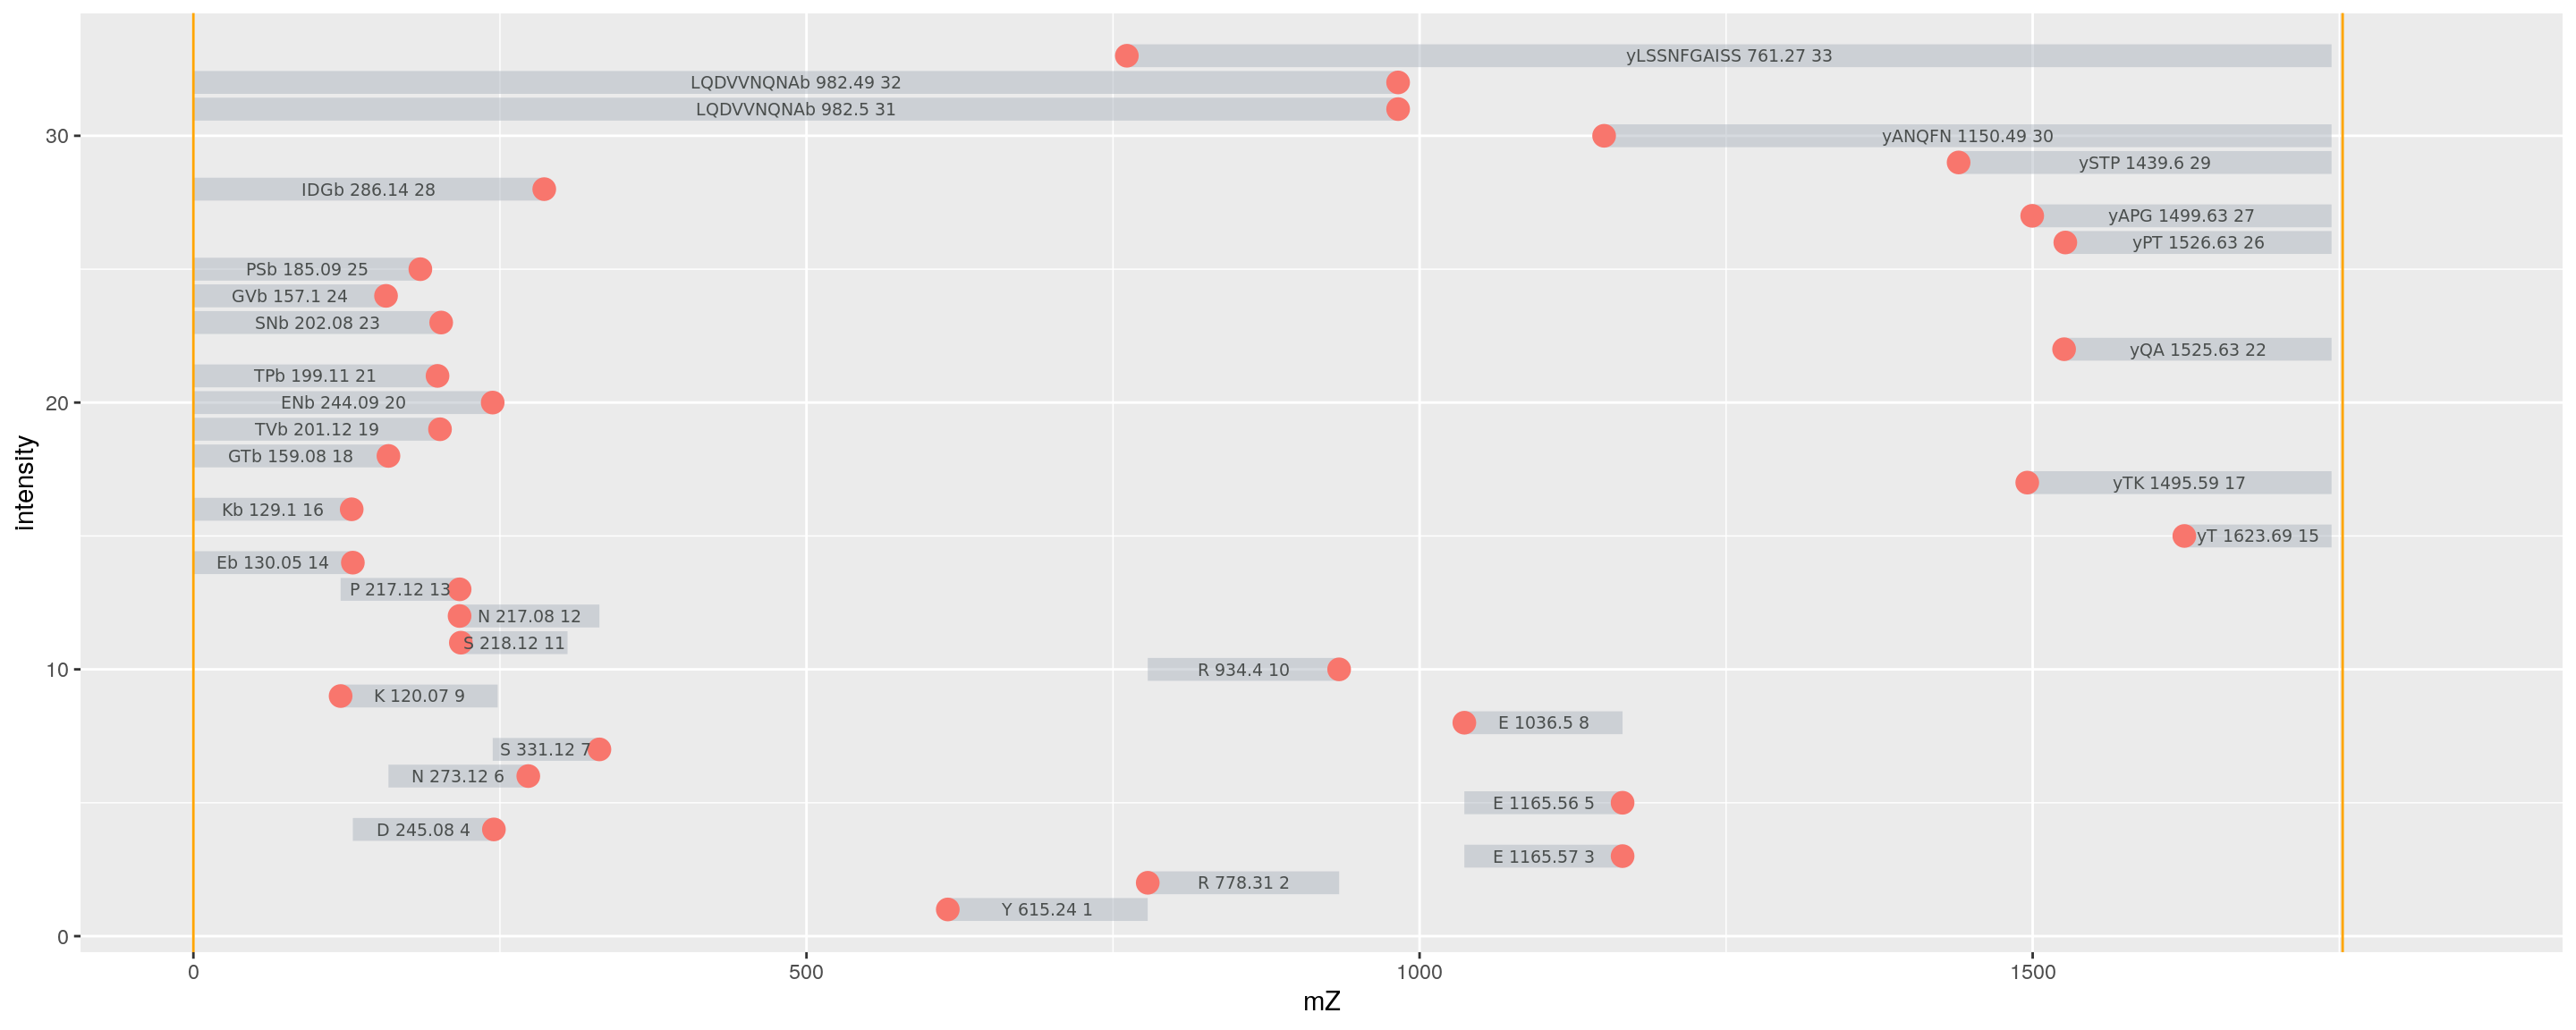 yLSSNFGAISS 761.27 33
LQDVVNQNAb 982.49 32
LQDVVNQNAb 982.5 31
30
yANQFN 1150.49 30
ySTP 1439.6 29
IDGb 286.14 28
yAPG 1499.63 27
yPT 1526.63 26
PSb 185.09 25
GVb 157.1 24
SNb 202.08 23
yQA 1525.63 22
TPb 199.11 21
20
ENb 244.09 20
TVb 201.12 19
GTb 159.08 18
yTK 1495.59 17
intensity
Kb 129.1 16
yT 1623.69 15
Eb 130.05 14
P 217.12 13
N 217.08 12
S 218.12 11
10
R 934.4 10
K 120.07 9
E 1036.5 8
S 331.12 7
N 273.12 6
E 1165.56 5
D 245.08 4
E 1165.57 3
R 778.31 2
Y 615.24 1
0
0 500 1000 1500
mZ